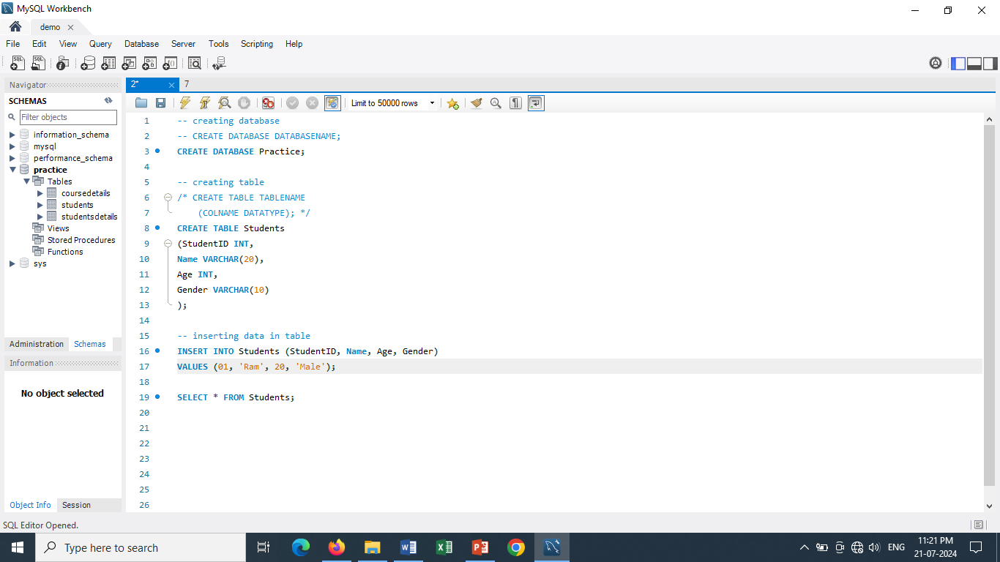 MySQL Workbench
demo
File Edit View Query Database Server Tools Scripting Help
Navigator
SCHEMAS
Filter objects
information_schema
mysql
performance_schema
practice
Tables
coursedetails
students
studentsdetails
Views
Stored Procedures
Functions
sys
Administration Schemas
Information
No object selected
Object Info Session
2* 7
Limit to 50000 rows
1 -- creating database
2 -- CREATE DATABASE DATABASENAME;
3 CREATE DATABASE Practice;
4
5 -- creating table
6 /* CREATE TABLE TABLENAME
7 (COLNAME DATATYPE); */
8 CREATE TABLE Students
9 (StudentID INT,
10 Name VARCHAR(20),
11 Age INT,
12 Gender VARCHAR(10)
13 );
14
15 -- inserting data in table
16 INSERT INTO Students (StudentID, Name, Age, Gender)
17 VALUES (01, 'Ram', 20, 'Male');
18
19 SELECT * FROM Students;
20
21
22
23
24
25
26
SQL Editor Opened.
Type here to search
ENG
11:21 PM
21-07-2024